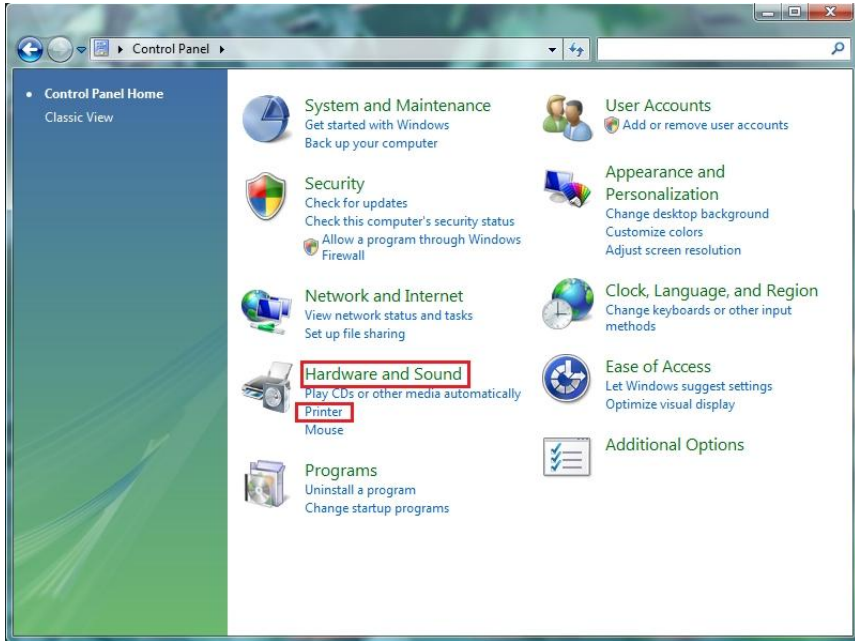 Control Panel
Control Panel Home
Classic View
System and Maintenance
Get started with Windows
Back up your computer
Security
Check for updates
Check this computer's security status
Allow a program through Windows
Firewall
Network and Internet
View network status and tasks
Set up file sharing
Hardware and Sound
Play CDs or other media automatically
Printer
Mouse
Programs
Uninstall a program
Change startup programs
User Accounts
Add or remove user accounts
Appearance and
Personalization
Change desktop background
Customize colors
Adjust screen resolution
Clock, Language, and Region
Change keyboards or other input
methods
Ease of Access
Let Windows suggest settings
Optimize visual display
Additional Options